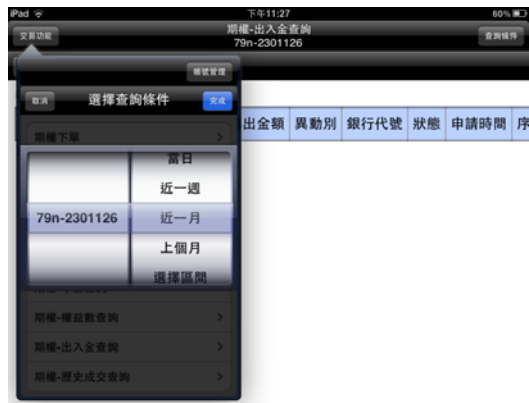 iPad 下午11:27 60%
期權-出入金查詢
79n-2301126
交易功能
查詢條件
帳號管理
取消 選擇查詢條件 完成
出金額 異動別 銀行代號 狀態 申請時間 序
期權下單
當日
近一週
79n-2301126 近一月
上個月
選擇區間
期權-權益數查詢
期權-出入金查詢
期權-歷史成交查詢